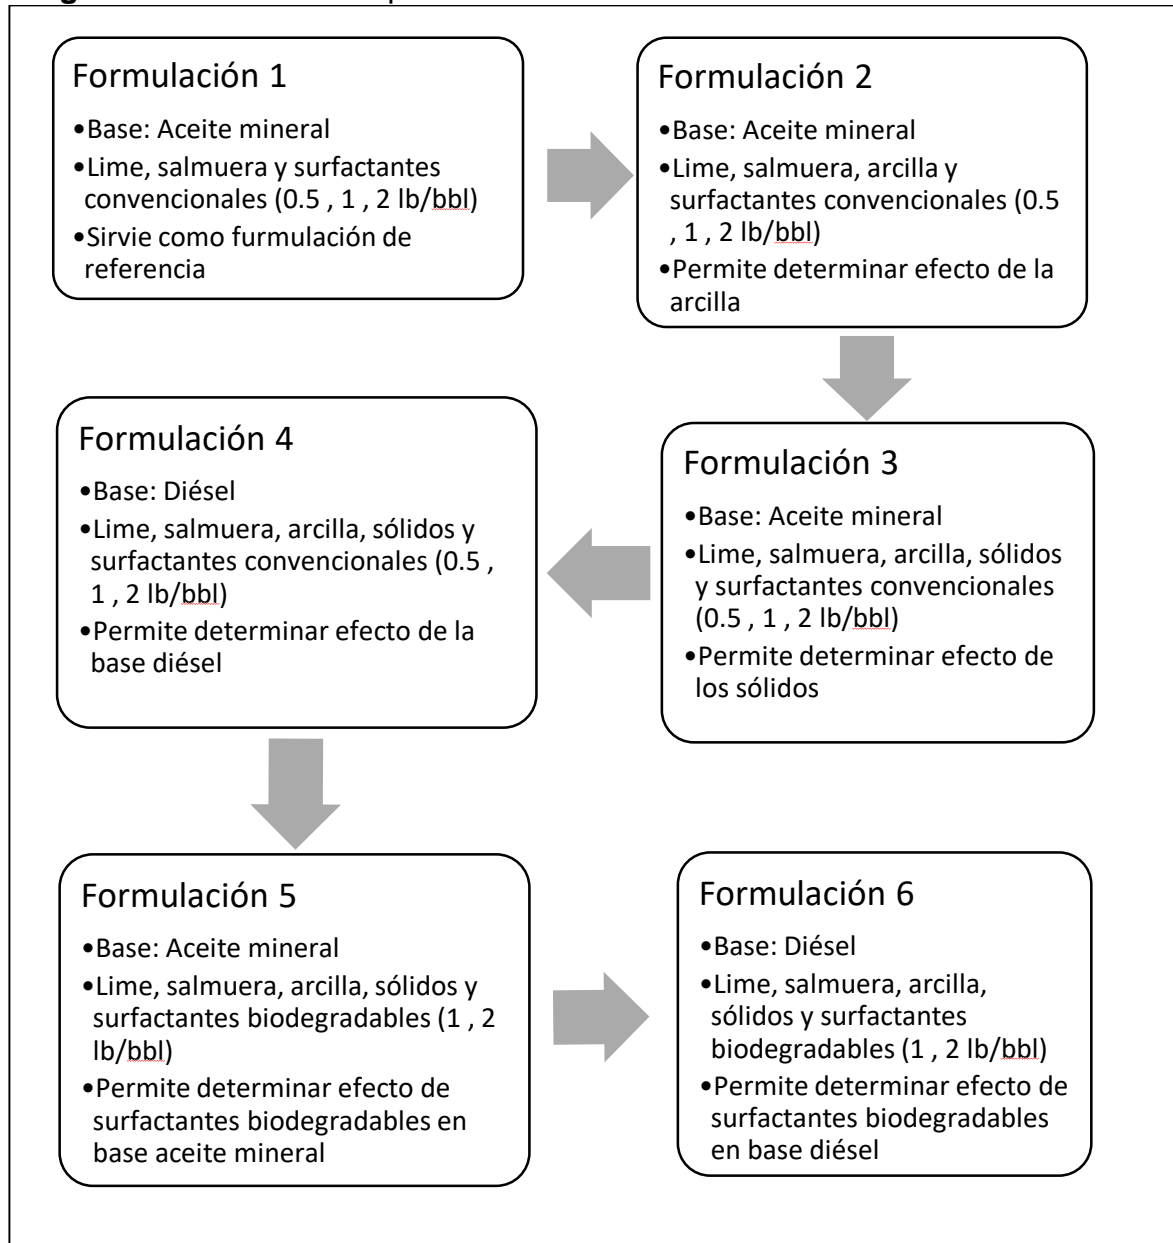 Formulación 1
•Base: Aceite mineral
•Lime, salmuera y surfactantes
convencionales (0.5 , 1 , 2 lb/bbl)
•Sirvie como furmulación de
referencia
Formulación 2
•Base: Aceite mineral
•Lime, salmuera, arcilla y
surfactantes convencionales (0.5
, 1 , 2 lb/bbl)
•Permite determinar efecto de la
arcilla
Formulación 3
•Base: Aceite mineral
•Lime, salmuera, arcilla, sólidos
y surfactantes convencionales
(0.5 , 1 , 2 lb/bbl)
•Permite determinar efecto de
los sólidos
Formulación 4
•Base: Diésel
•Lime, salmuera, arcilla, sólidos y
surfactantes convencionales (0.5 ,
1 , 2 lb/bbl)
•Permite determinar efecto de la
base diésel
Formulación 5
•Base: Aceite mineral
•Lime, salmuera, arcilla, sólidos y
surfactantes biodegradables (1 , 2
lb/bbl)
•Permite determinar efecto de
surfactantes biodegradables en
base aceite mineral
Formulación 6
•Base: Diésel
•Lime, salmuera, arcilla,
sólidos y surfactantes
biodegradables (1 , 2 lb/bbl)
•Permite determinar efecto de
surfactantes biodegradables
en base diésel